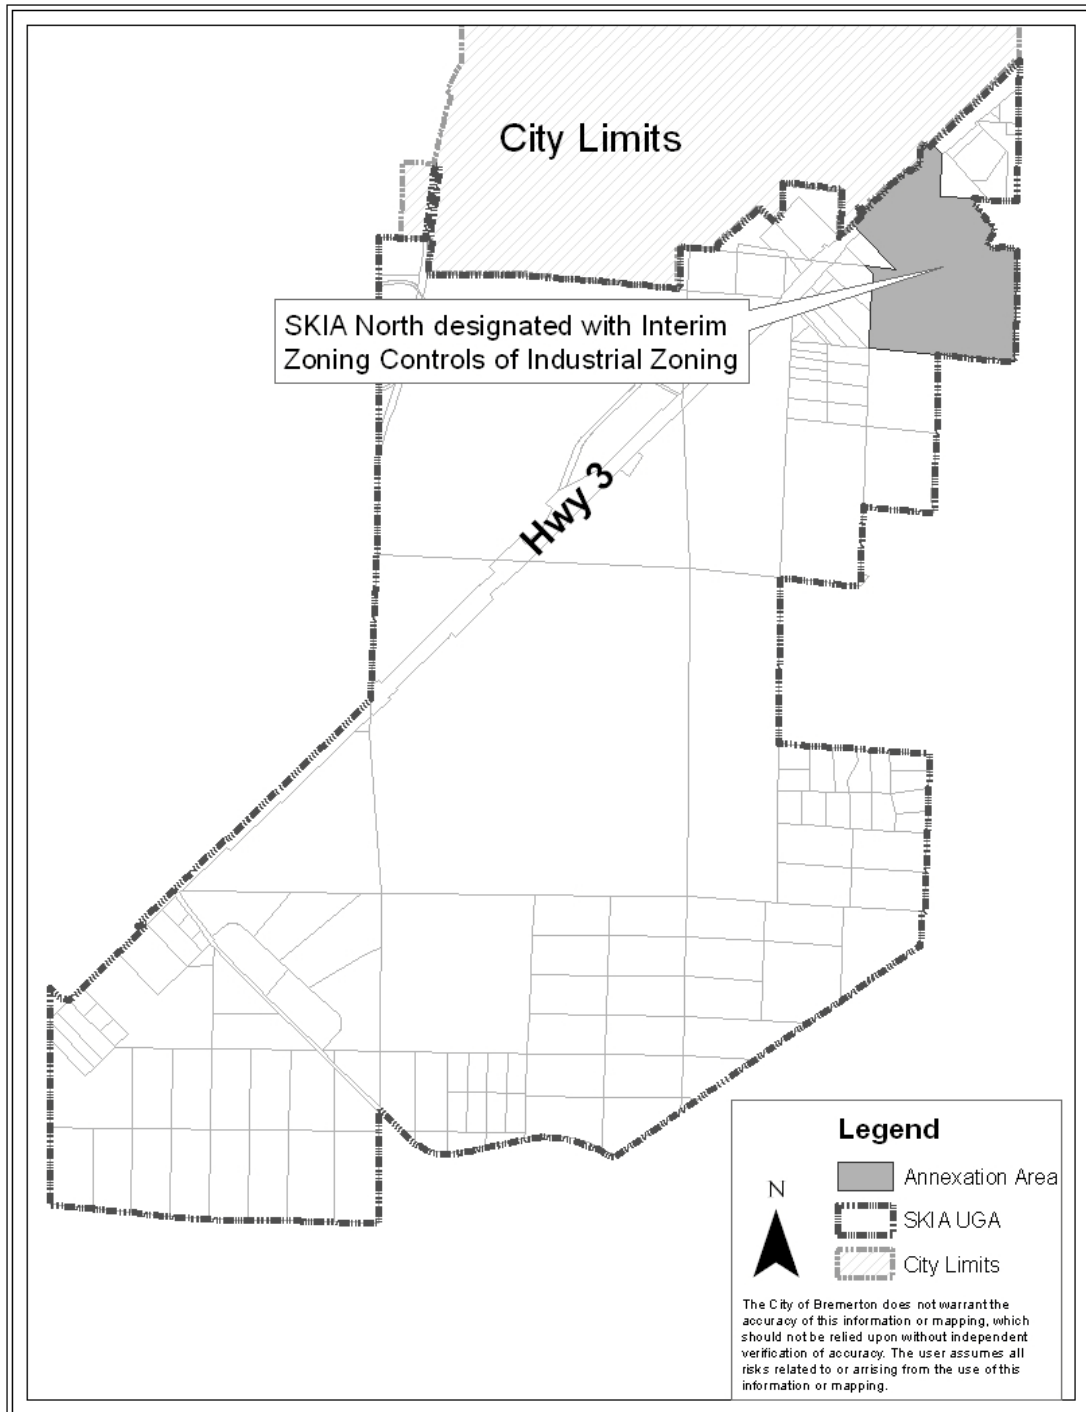 City Limits
SKIA North designated with Interim
Zoning Controls of Industrial Zoning
Hwy 3
Legend
Annexation Area
SKIA UGA
City Limits
N
The City of Bremerton does not warrant the
accuracy of this information or mapping, which
should not be relied upon without independent
verification of accuracy. The user assumes all
risks related to or arrising from the use of this
information or mapping.